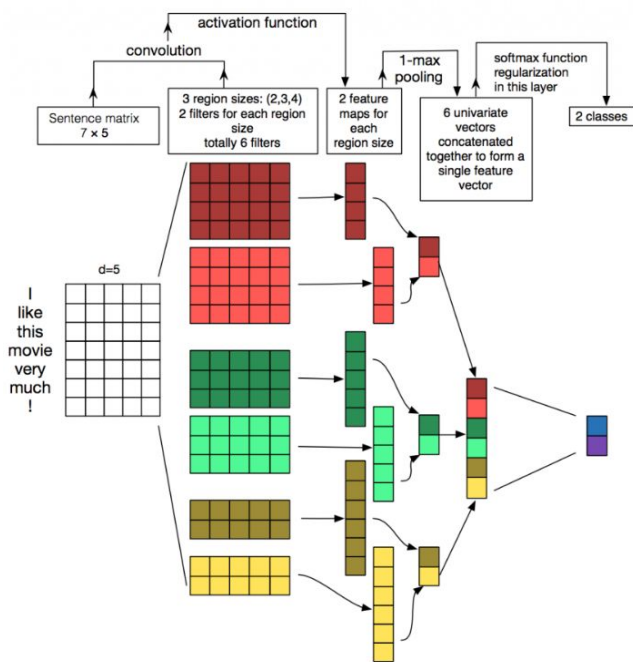 activation function
convolution
1-max
pooling
softmax function
regularization
in this layer
Sentence matrix
7 × 5
3 region sizes: (2,3,4)
2 filters for each region
size
totally 6 filters
2 feature
maps for
each
region size
6 univariate
vectors
concatenated
together to form a
single feature
vector
2 classes
d=5
I
like
this
movie
very
much
!